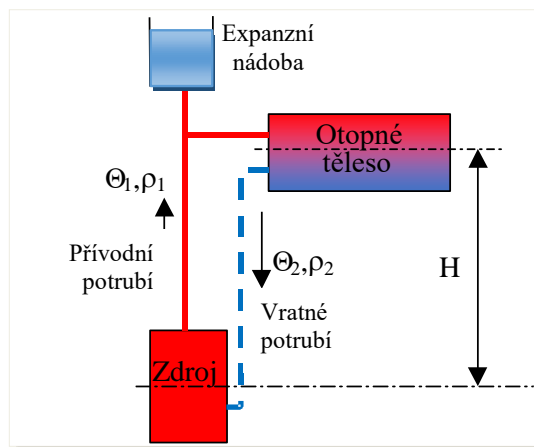 Expanzní
nádoba
Otopné
těleso
Θ1,ρ1
Přívodní
potrubí
Θ2,ρ2
H
Vratné
potrubí
Zdroj